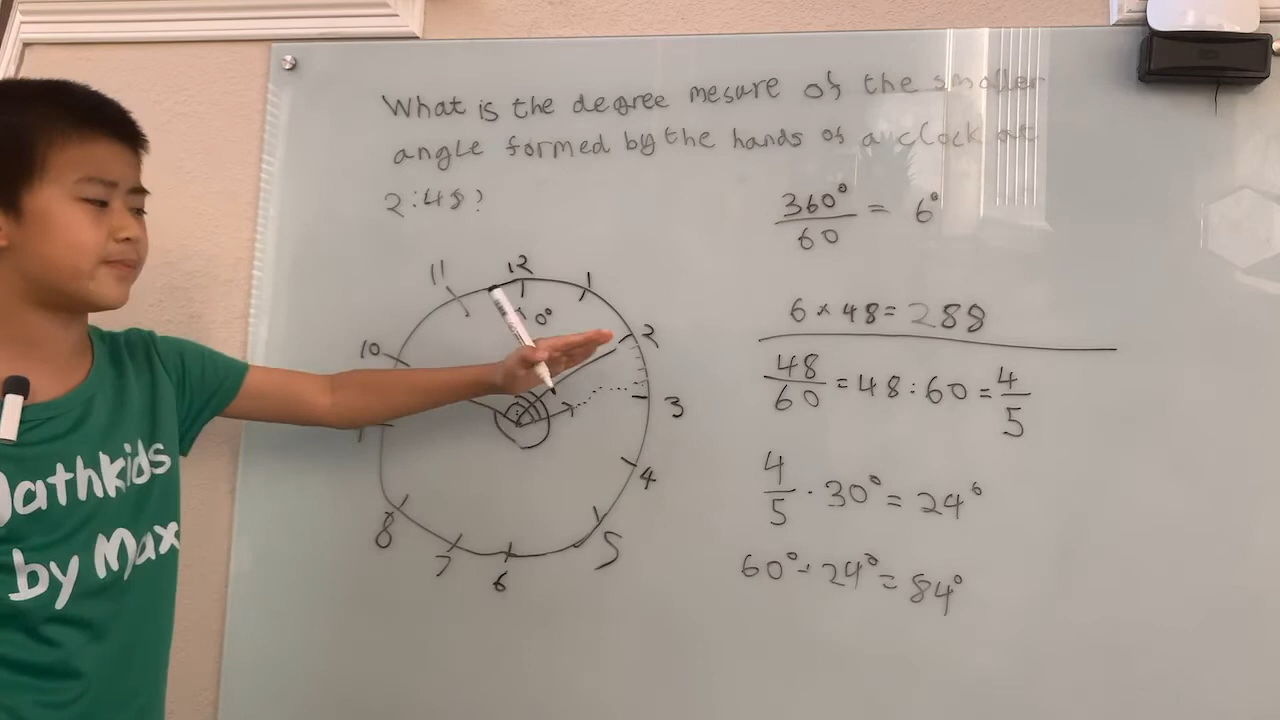 What is the degree mesure of the smaller
angle formed by the hands of a clock at
2:48?
360° / 60 = 6°
6 × 48 = 288
48 / 60 = 48 : 60 = 4 / 5
4 / 5 · 30° = 24°
60° + 24° = 84°
12
1
2
3
4
5
6
7
8
10
11
0°
Mathkids
by Max